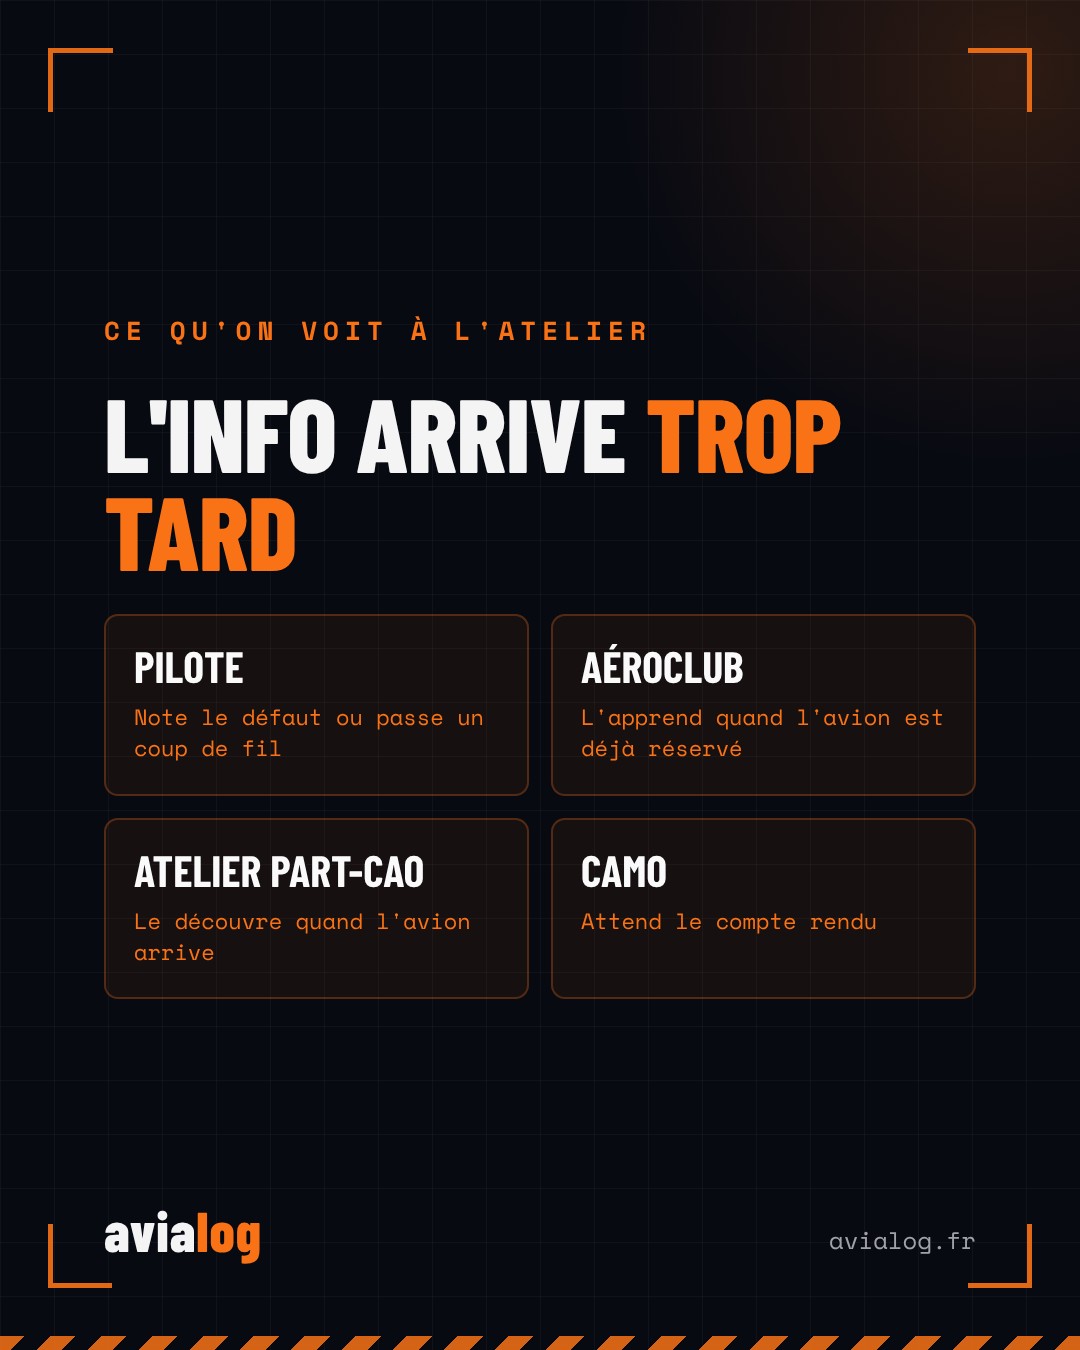 CE QU'ON VOIT À L'ATELIER
L'INFO ARRIVE TROP
TARD
PILOTE
Note le défaut ou passe un
coup de fil
AÉROCLUB
L'apprend quand l'avion est
déjà réservé
ATELIER PART-CAO
Le découvre quand l'avion
arrive
CAMO
Attend le compte rendu
avialog
avialog.fr